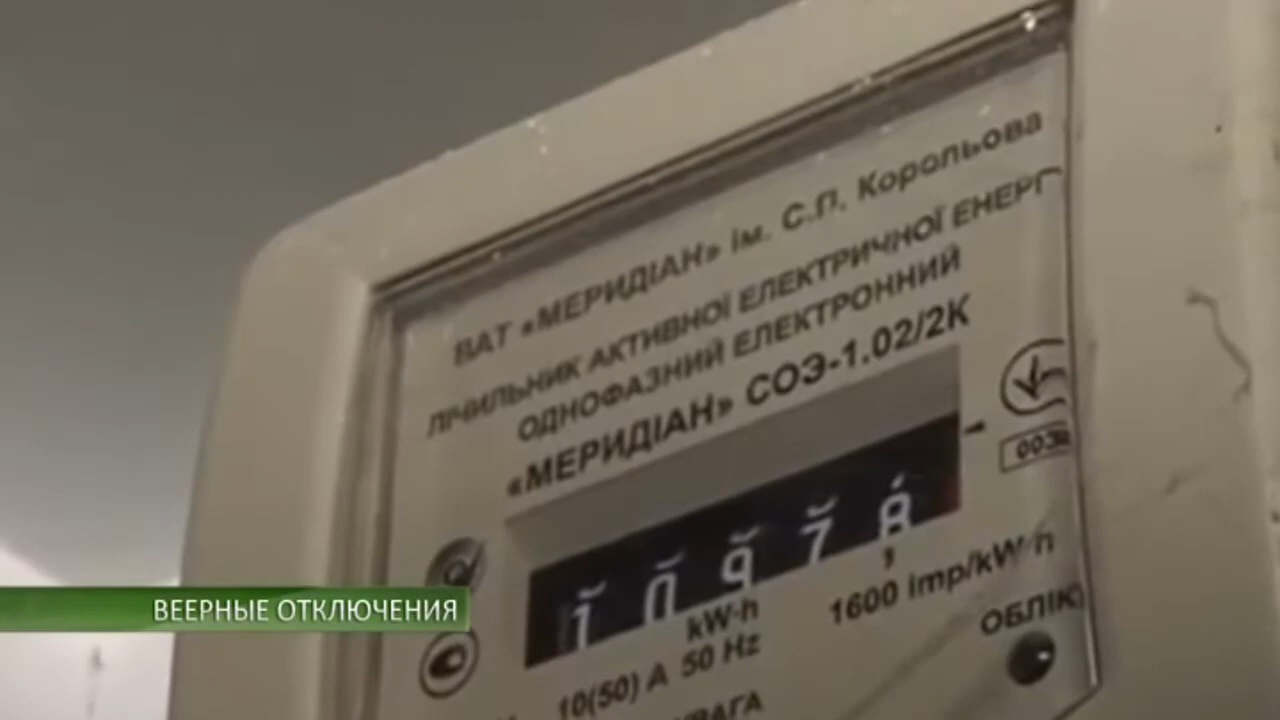 ВАТ «МЕРИДІАН» ім. С.П. Корольова
ЛІЧИЛЬНИК АКТИВНОЇ ЕЛЕКТРИЧНОЇ ЕНЕРГ
ОДНОФАЗНИЙ ЕЛЕКТРОННИЙ
«МЕРИДІАН» СОЭ-1.02/2К
10978
kW·h
1600 imp/kW·h
10(50) A 50 Hz
ОБЛІК
УВАГА
ВЕЕРНЫЕ ОТКЛЮЧЕНИЯ